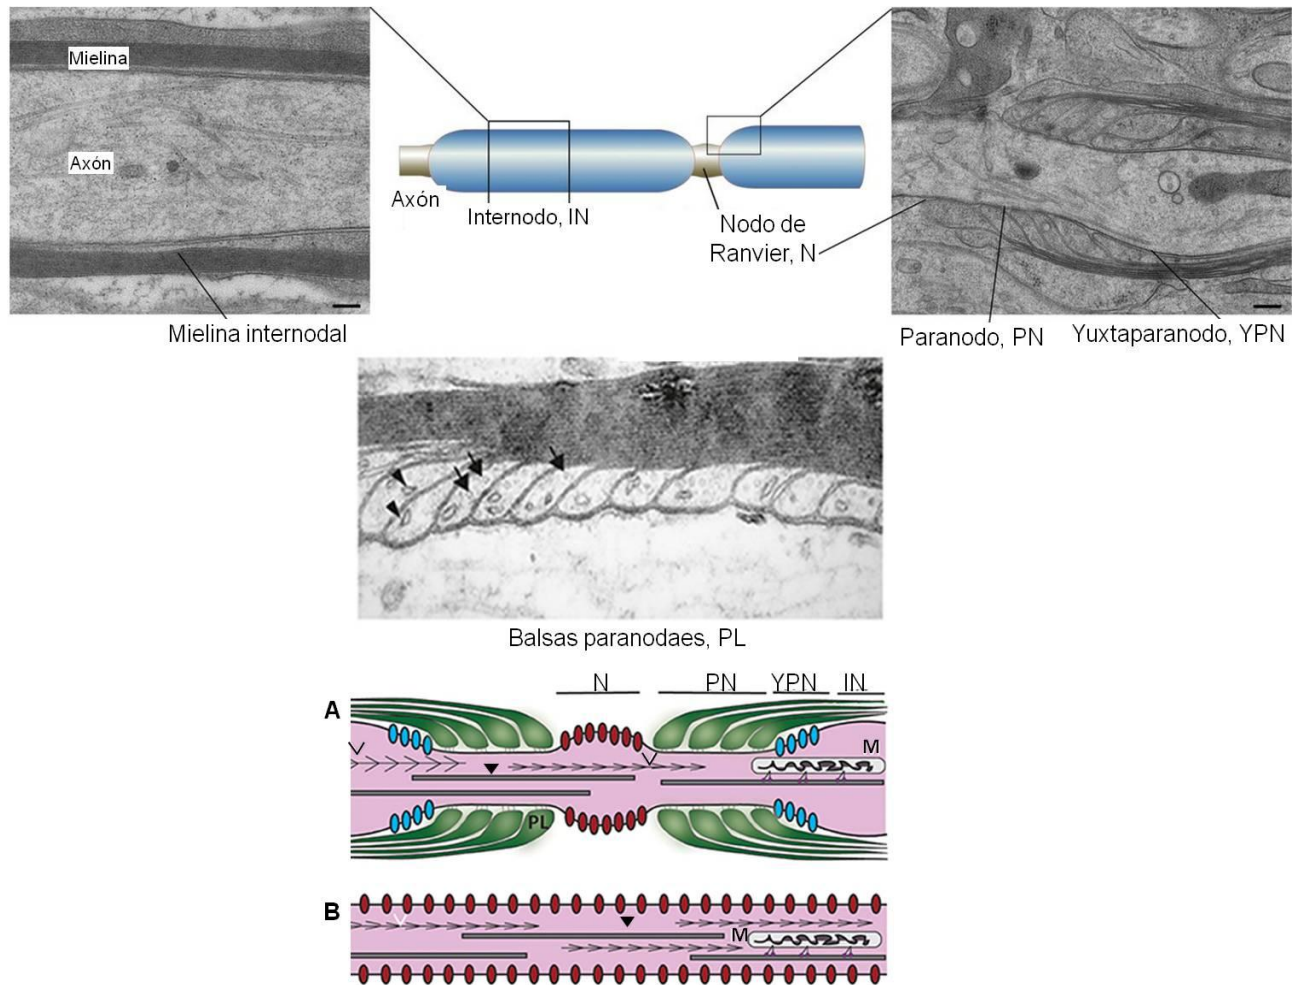 Mielina
Axón
Mielina internodal
Axón
Internodo, IN
Nodo de
Ranvier, N
Paranodo, PN
Yuxtaparanodo, YPN
Balsas paranodaes, PL
N
PN
YPN
IN
A
M
PL
B
M